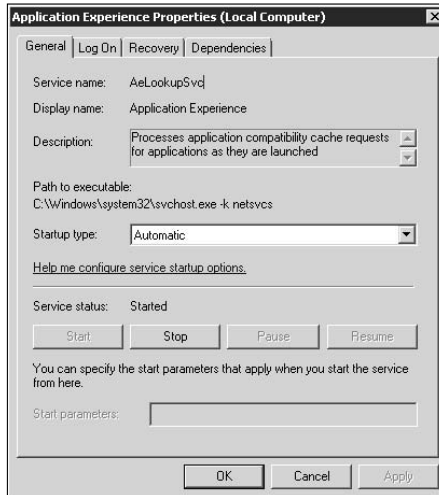 Application Experience Properties (Local Computer)
General Log On Recovery Dependencies
Service name: AeLookupSvc
Display name: Application Experience
Description: Processes application compatibility cache requests
for applications as they are launched
Path to executable:
C:\Windows\system32\svchost.exe -k netsvcs
Startup type: Automatic
Help me configure service startup options.
Service status: Started
Start Stop Pause Resume
You can specify the start parameters that apply when you start the service
from here.
Start parameters:
OK Cancel Apply